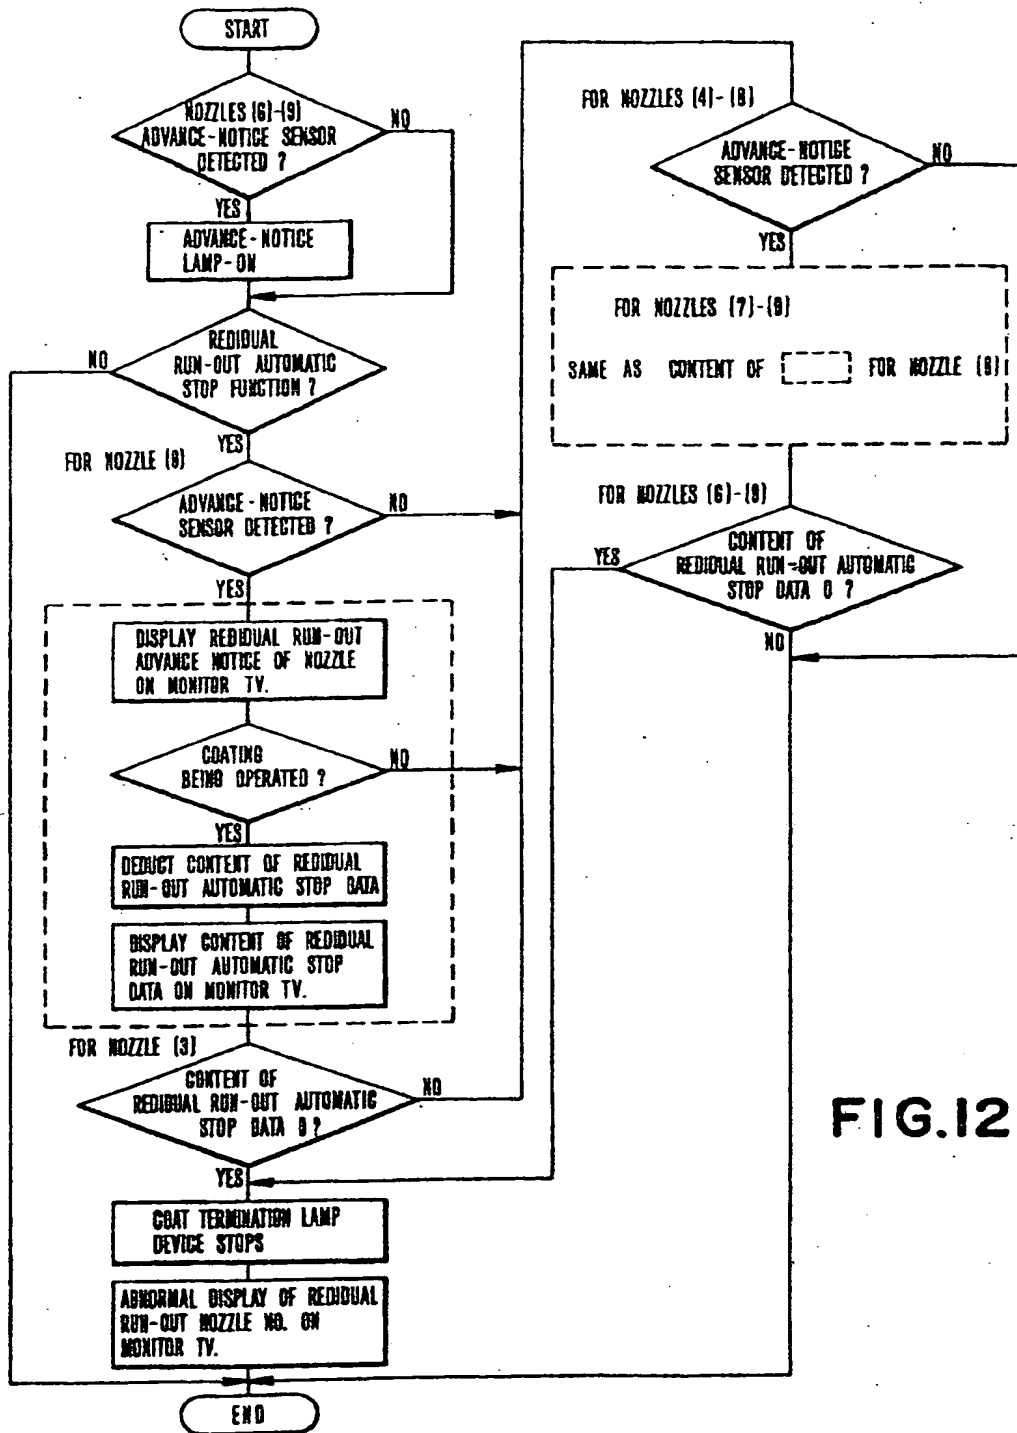 START
NOZZLES (6)-(9)
ADVANCE-NOTICE SENSOR
DETECTED ?
NO
YES
ADVANCE-NOTICE
LAMP-ON
REDIDUAL
RUN-OUT AUTOMATIC
STOP FUNCTION ?
NO
YES
FOR NOZZLE (8)
ADVANCE-NOTICE
SENSOR DETECTED ?
NO
YES
DISPLAY REDIDUAL RUN-OUT
ADVANCE NOTICE OF NOZZLE
ON MONITOR TV.
COATING
BEING OPERATED ?
NO
YES
DEDUCT CONTENT OF REDIDUAL
RUN-OUT AUTOMATIC STOP DATA
DISPLAY CONTENT OF REDIDUAL
RUN-OUT AUTOMATIC STOP
DATA ON MONITOR TV.
FOR NOZZLE (3)
CONTENT OF
REDIDUAL RUN-OUT AUTOMATIC
STOP DATA 0 ?
NO
YES
COAT TERMINATION LAMP
DEVICE STOPS
ABNORMAL DISPLAY OF REDIDUAL
RUN-OUT NOZZLE NO. ON
MONITOR TV.
END
FOR NOZZLES (4)-(8)
ADVANCE-NOTICE
SENSOR DETECTED ?
NO
YES
FOR NOZZLES (7)-(9)
SAME AS CONTENT OF FOR NOZZLE (8)
FOR NOZZLES (6)-(9)
CONTENT OF
REDIDUAL RUN-OUT AUTOMATIC
STOP DATA 0 ?
YES
NO
FIG.12